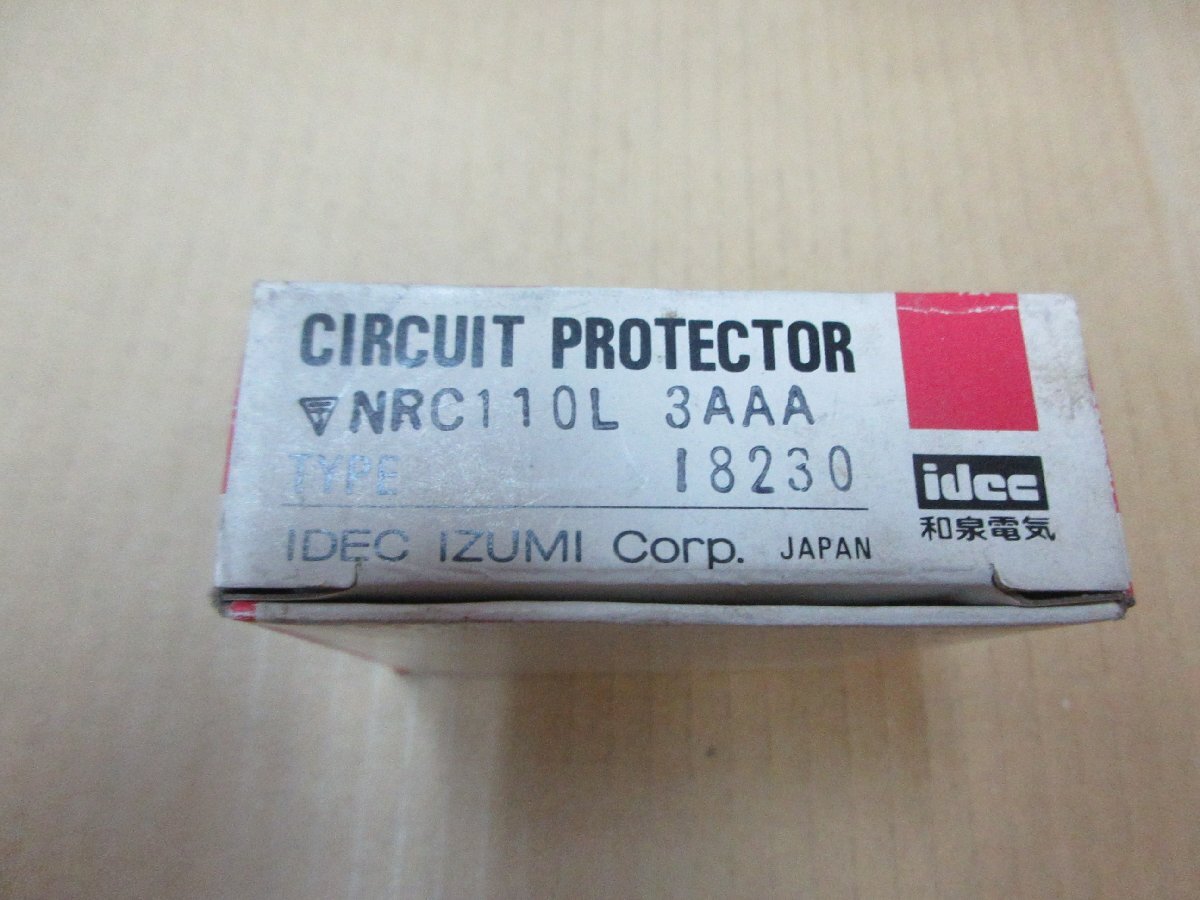 CIRCUIT PROTECTOR
NRC110L 3AAA
TYPE 18230
IDEC IZUMI Corp. JAPAN
idec
和泉電気